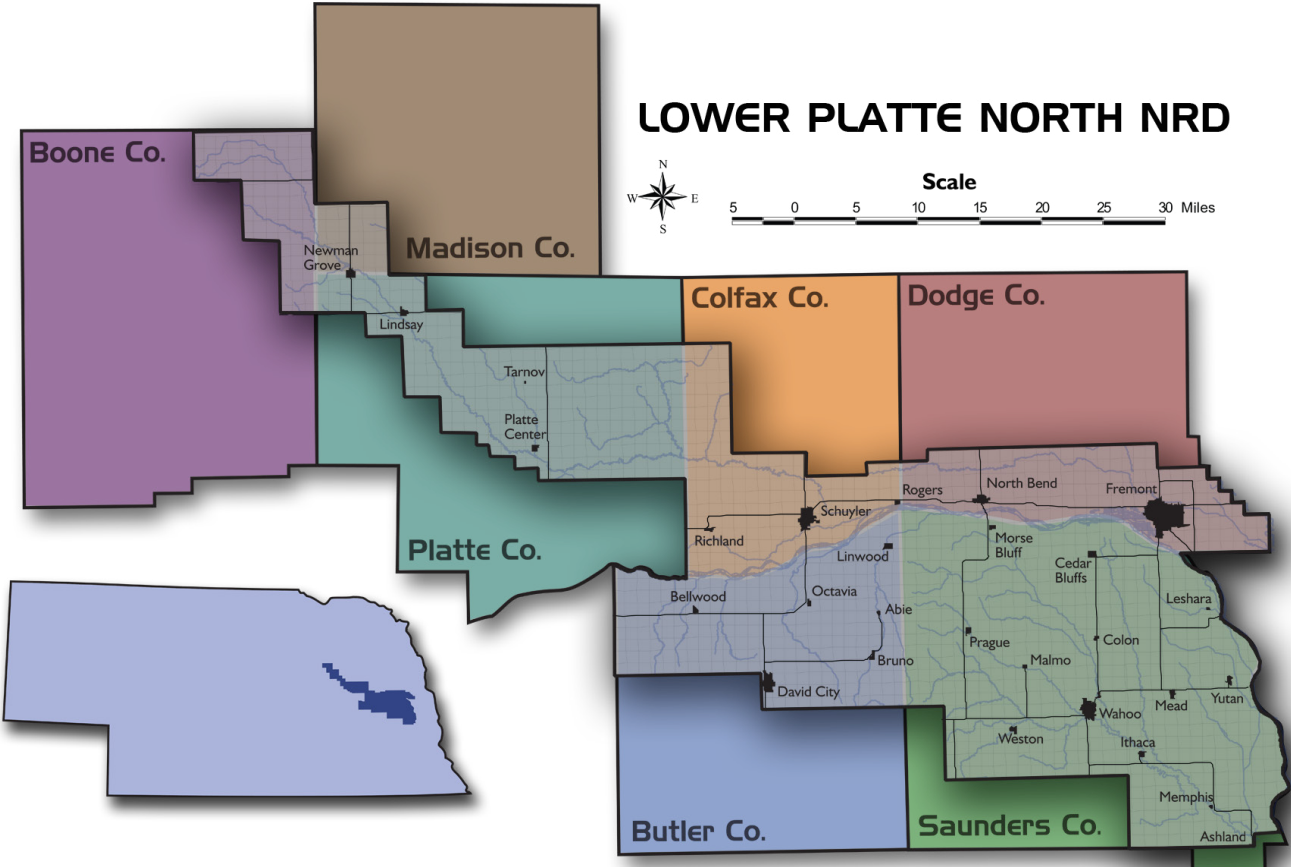 LOWER PLATTE NORTH NRD
N
W
E
S
Scale
5 0 5 10 15 20 25 30 Miles
Boone Co.
Madison Co.
Newman
Grove
Lindsay
Colfax Co.
Dodge Co.
Tarnov
Platte
Center
Platte Co.
Richland
Schuyler
Rogers
North Bend
Fremont
Linwood
Morse
Bluff
Cedar
Bluffs
Bellwood
Octavia
Abie
Leshara
Prague
Colon
Bruno
Malmo
David City
Wahoo
Mead
Yutan
Weston
Ithaca
Memphis
Ashland
Butler Co.
Saunders Co.